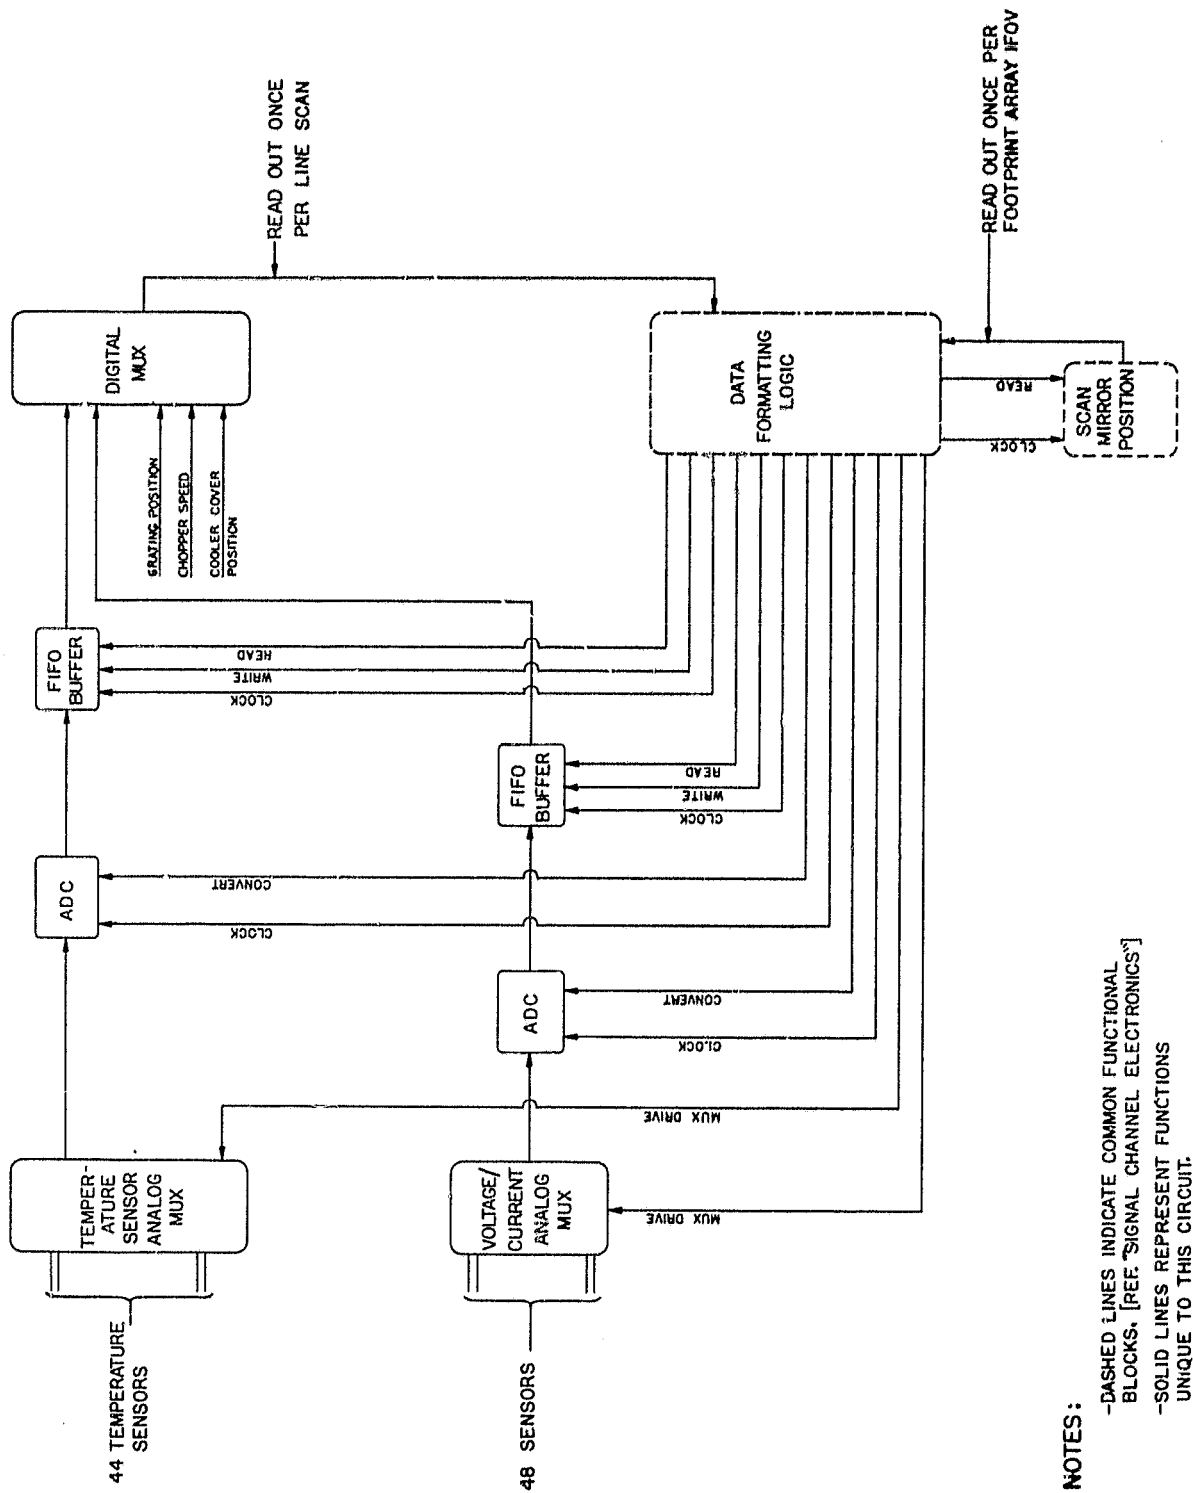 44 TEMPERATURE
SENSORS
TEMPER-
ATURE
SENSOR
ANALOG
MUX
ADC
CLOCK
CONVERT
FIFO
BUFFER
CLOCK
WRITE
READ
DIGITAL
MUX
GRATING POSITION
CHOPPER SPEED
COOLER COVER
POSITION
READ OUT ONCE
PER LINE SCAN
48 SENSORS
VOLTAGE/
CURRENT
ANALOG
MUX
MUX DRIVE
MUX DRIVE
ADC
CLOCK
CONVERT
FIFO
BUFFER
CLOCK
WRITE
READ
DATA
FORMATTING
LOGIC
CLOCK
READ
SCAN
MIRROR
POSITION
READ OUT ONCE PER
FOOTPRINT ARRAY IFOV
NOTES:
-DASHED LINES INDICATE COMMON FUNCTIONAL
BLOCKS. [REF. "SIGNAL CHANNEL ELECTRONICS"]
-SOLID LINES REPRESENT FUNCTIONS
UNIQUE TO THIS CIRCUIT.